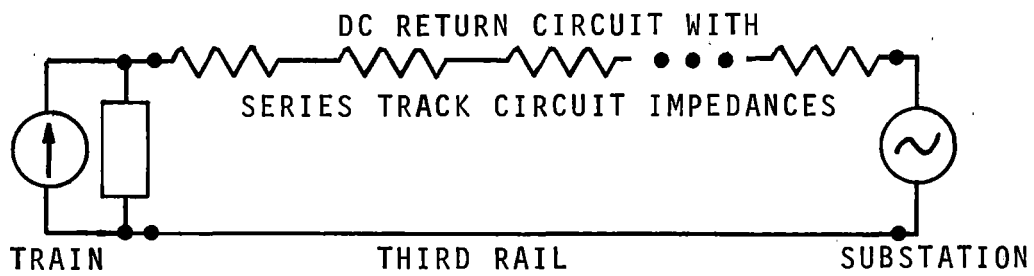 DC RETURN CIRCUIT WITH
SERIES TRACK CIRCUIT IMPEDANCES
TRAIN THIRD RAIL SUBSTATION